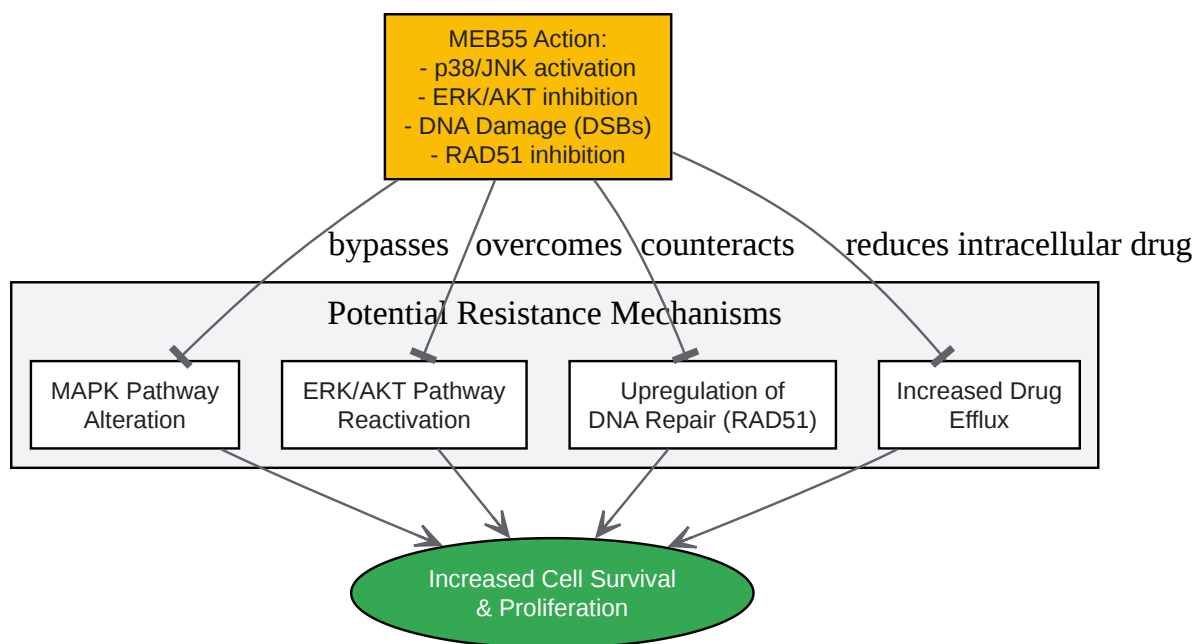 MEB55 Action:
- p38/JNK activation
- ERK/AKT inhibition
- DNA Damage (DSBs)
- RAD51 inhibition
bypasses
overcomes
counteracts
reduces intracellular drug
Potential Resistance Mechanisms
MAPK Pathway
Alteration
ERK/AKT Pathway
Reactivation
Upregulation of
DNA Repair (RAD51)
Increased Drug
Efflux
Increased Cell Survival
& Proliferation